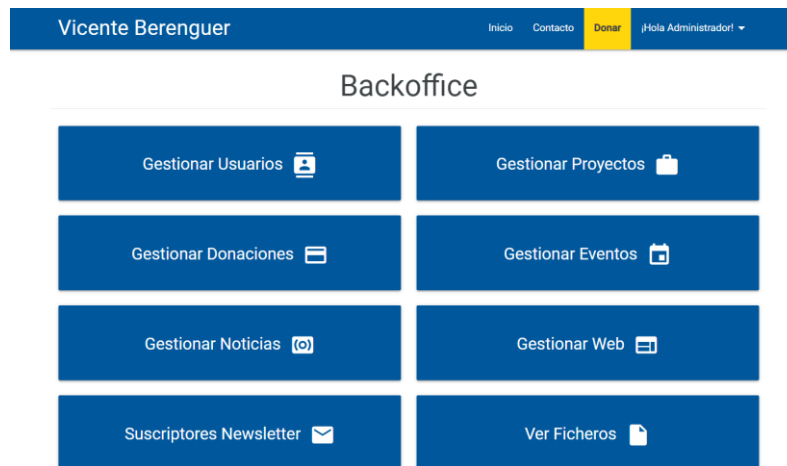 Vicente Berenguer
Inicio Contacto Donar ¡Hola Administrador!
Backoffice
Gestionar Usuarios
Gestionar Proyectos
Gestionar Donaciones
Gestionar Eventos
Gestionar Noticias
Gestionar Web
Suscriptores Newsletter
Ver Ficheros